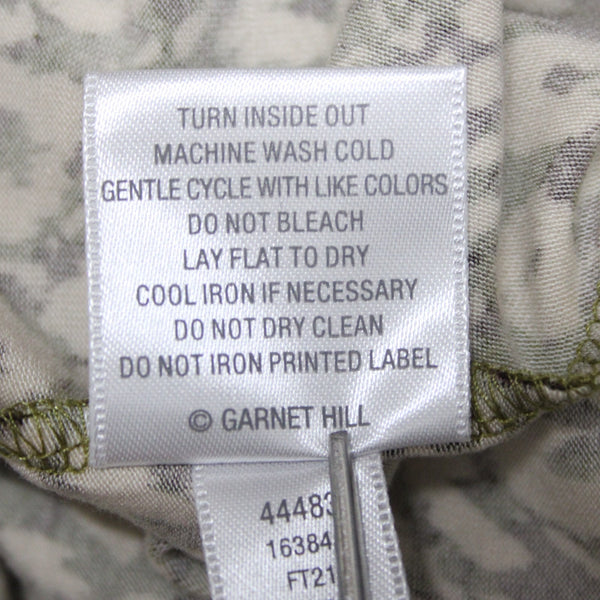 TURN INSIDE OUT
MACHINE WASH COLD
GENTLE CYCLE WITH LIKE COLORS
DO NOT BLEACH
LAY FLAT TO DRY
COOL IRON IF NECESSARY
DO NOT DRY CLEAN
DO NOT IRON PRINTED LABEL
© GARNET HILL
44483
16384
FT21